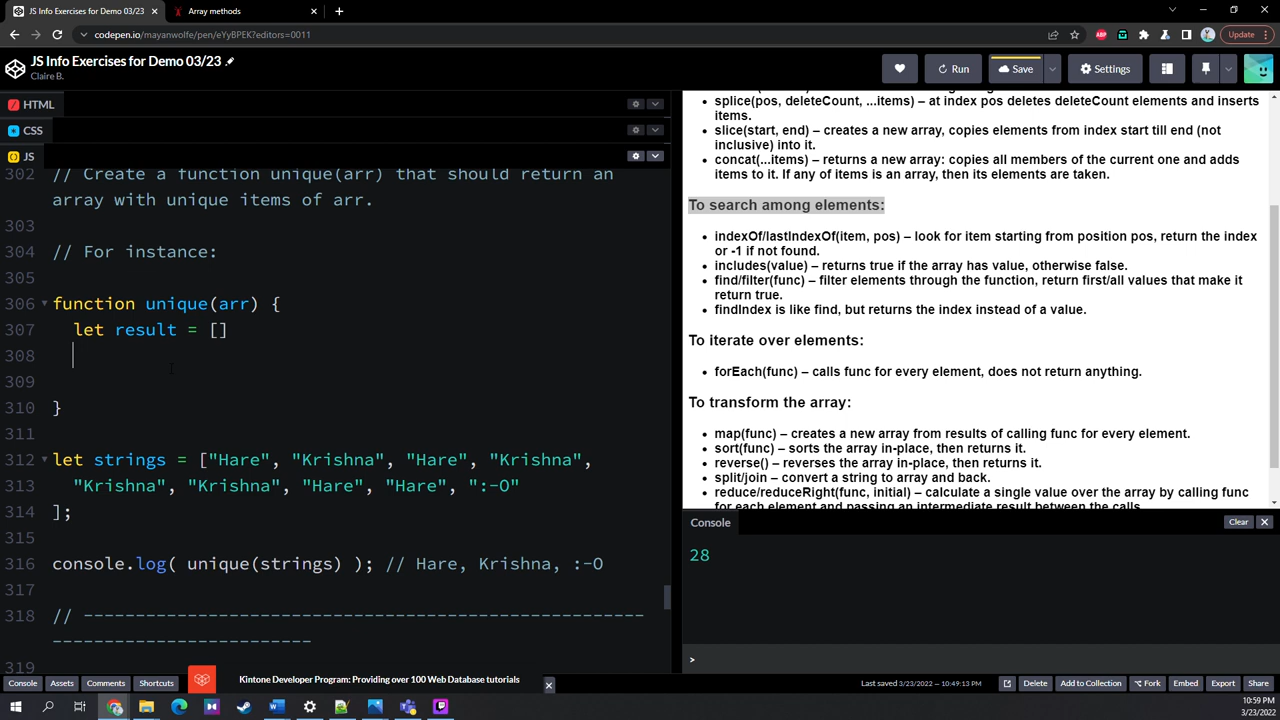 JS Info Exercises for Demo 03/23
Array methods
codepen.io/mayanwolfe/pen/eYyBPEK?editors=0011
Update
JS Info Exercises for Demo 03/23
Claire B.
Run
Save
Settings
HTML
CSS
JS
302 // Create a function unique(arr) that should return an
array with unique items of arr.
303
304 // For instance:
305
306 function unique(arr) {
307 let result = []
308
309
310 }
311
312 let strings = ["Hare", "Krishna", "Hare", "Krishna",
313 "Krishna", "Krishna", "Hare", "Hare", ":-O"
314 ];
315
316 console.log( unique(strings) ); // Hare, Krishna, :-O
317
318 // ------------------------------------------------------
-------------------------
319
splice(pos, deleteCount, ...items) – at index pos deletes deleteCount elements and inserts
items.
slice(start, end) – creates a new array, copies elements from index start till end (not
inclusive) into it.
concat(...items) – returns a new array: copies all members of the current one and adds
items to it. If any of items is an array, then its elements are taken.
To search among elements:
indexOf/lastIndexOf(item, pos) – look for item starting from position pos, return the index
or -1 if not found.
includes(value) – returns true if the array has value, otherwise false.
find/filter(func) – filter elements through the function, return first/all values that make it
return true.
findIndex is like find, but returns the index instead of a value.
To iterate over elements:
forEach(func) – calls func for every element, does not return anything.
To transform the array:
map(func) – creates a new array from results of calling func for every element.
sort(func) – sorts the array in-place, then returns it.
reverse() – reverses the array in-place, then returns it.
split/join – convert a string to array and back.
reduce/reduceRight(func, initial) – calculate a single value over the array by calling func
for each element and passing an intermediate result between the calls.
Console
Clear
28
>
Console Assets Comments Shortcuts
Kintone Developer Program: Providing over 100 Web Database tutorials
Last saved 3/23/2022 — 10:49:13 PM
Delete Add to Collection Fork Embed Export Share
10:59 PM
3/23/2022